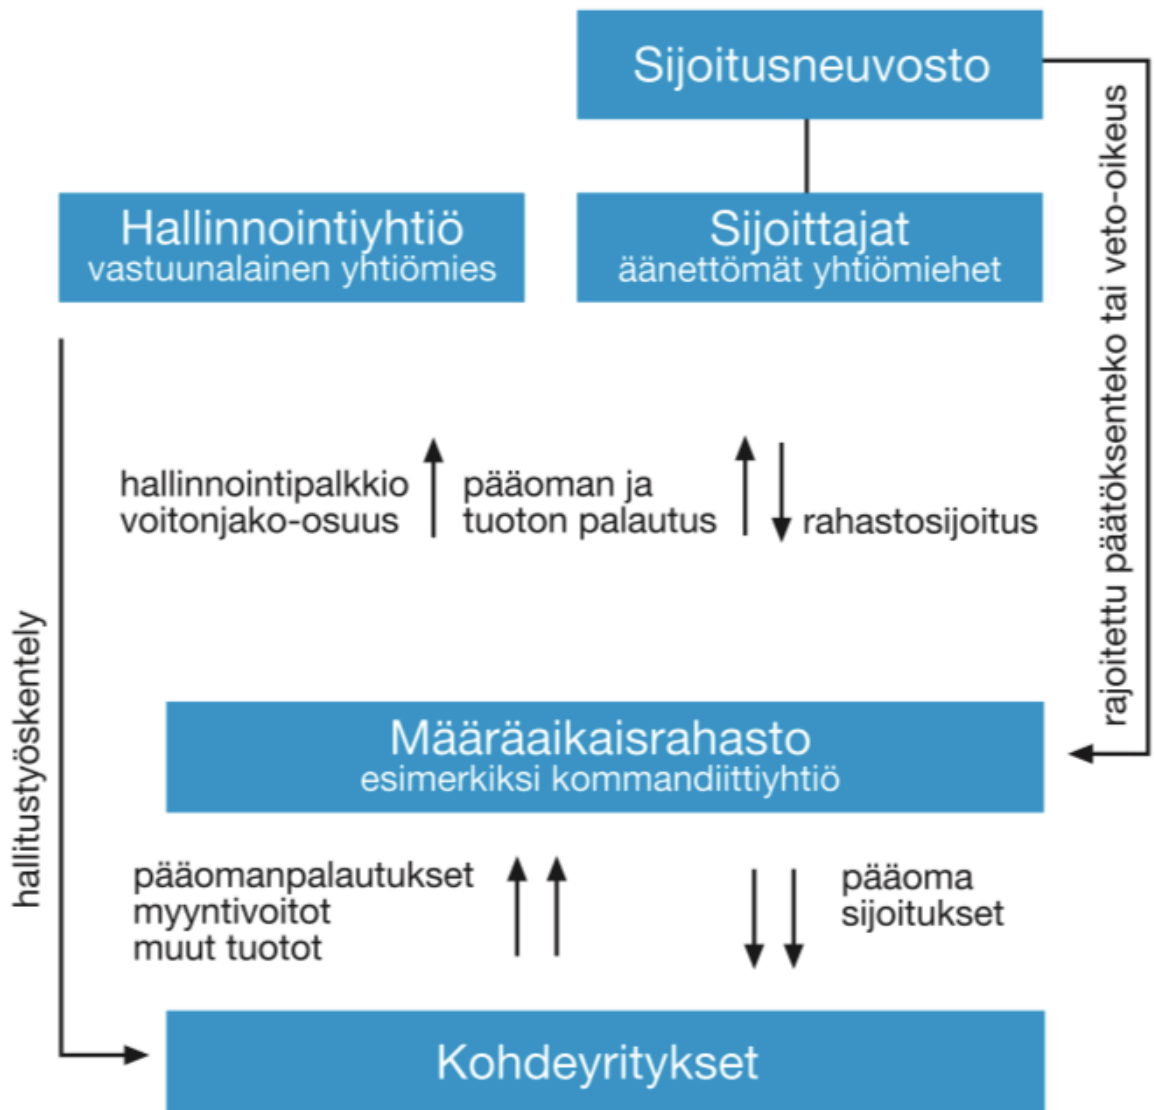 Sijoitusneuvosto
Hallinnointiyhtiö
vastuunalainen yhtiömies
Sijoittajat
äänettömät yhtiömiehet
rajoitettu päätöksenteko tai veto-oikeus
hallinnointipalkkio
voitonjako-osuus
pääoman ja
tuoton palautus
rahastosijoitus
hallitustyöskentely
Määräaikaisrahasto
esimerkiksi kommandiittiyhtiö
pääomanpalautukset
myyntivoitot
muut tuotot
pääoma
sijoitukset
Kohdeyritykset